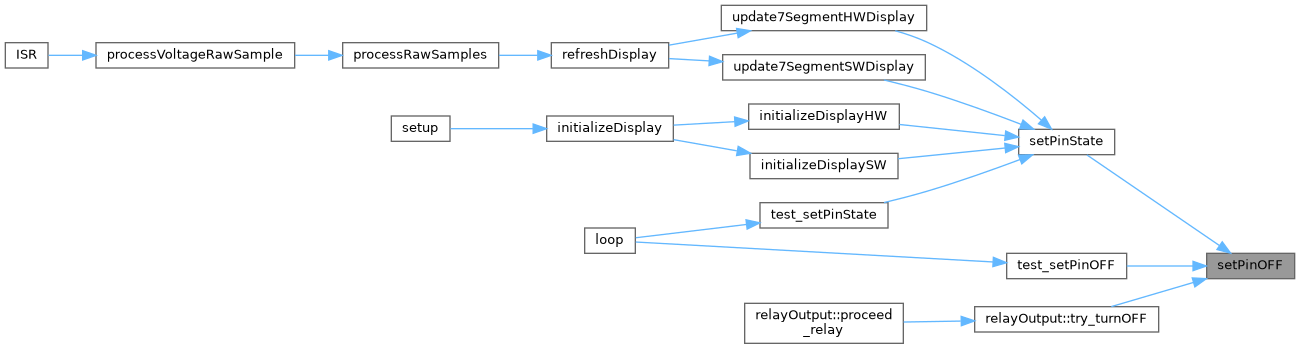 update7SegmentHWDisplay
ISR
processVoltageRawSample
processRawSamples
refreshDisplay
update7SegmentSWDisplay
initializeDisplayHW
setup
initializeDisplay
setPinState
initializeDisplaySW
test_setPinState
loop
test_setPinOFF
setPinOFF
relayOutput::proceed
_relay
relayOutput::try_turnOFF